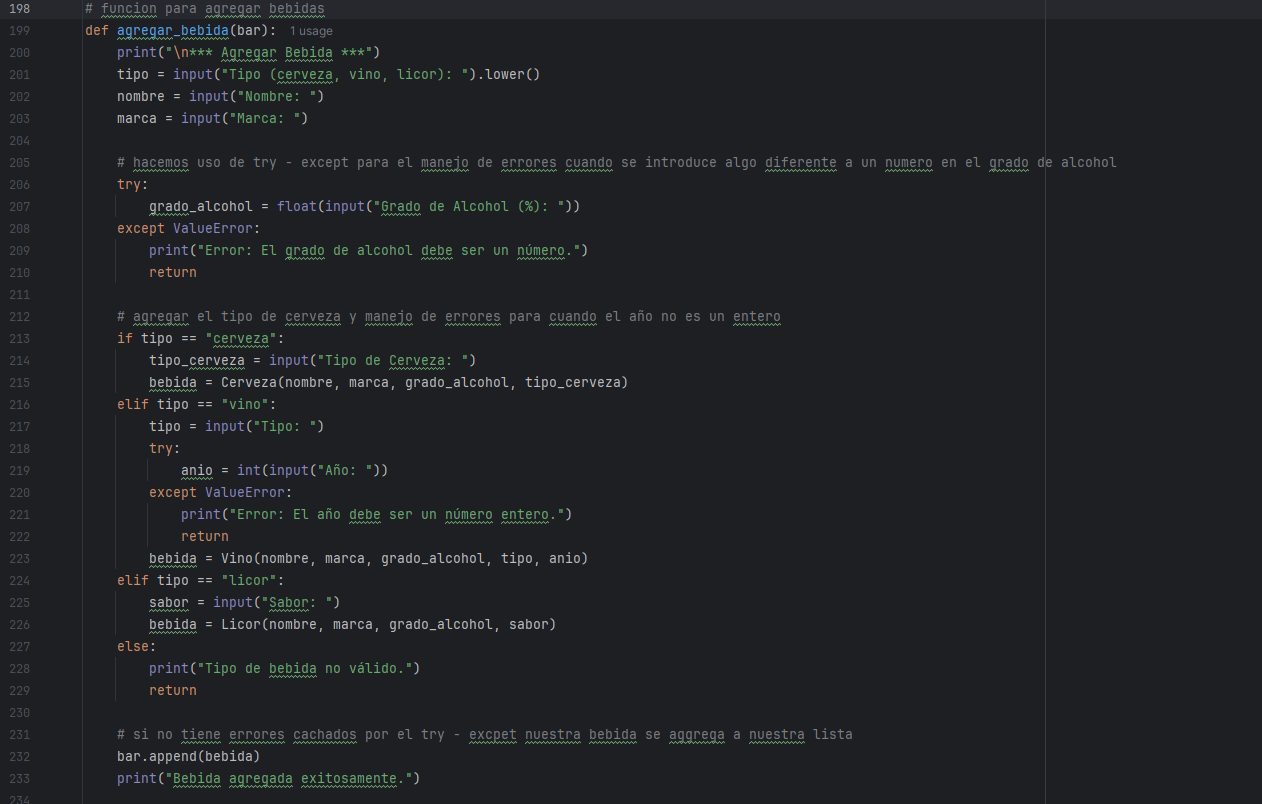 198 # funcion para agregar bebidas
199 def agregar_bebida(bar): 1 usage
200     print("\n*** Agregar Bebida ***")
201     tipo = input("Tipo (cerveza, vino, licor): ").lower()
202     nombre = input("Nombre: ")
203     marca = input("Marca: ")
204
205     # hacemos uso de try - except para el manejo de errores cuando se introduce algo diferente a un numero en el grado de alcohol
206     try:
207         grado_alcohol = float(input("Grado de Alcohol (%): "))
208     except ValueError:
209         print("Error: El grado de alcohol debe ser un número.")
210         return
211
212     # agregar el tipo de cerveza y manejo de errores para cuando el año no es un entero
213     if tipo == "cerveza":
214         tipo_cerveza = input("Tipo de Cerveza: ")
215         bebida = Cerveza(nombre, marca, grado_alcohol, tipo_cerveza)
216     elif tipo == "vino":
217         tipo = input("Tipo: ")
218         try:
219             anio = int(input("Año: "))
220         except ValueError:
221             print("Error: El año debe ser un número entero.")
222             return
223         bebida = Vino(nombre, marca, grado_alcohol, tipo, anio)
224     elif tipo == "licor":
225         sabor = input("Sabor: ")
226         bebida = Licor(nombre, marca, grado_alcohol, sabor)
227     else:
228         print("Tipo de bebida no válido.")
229         return
230
231     # si no tiene errores cachados por el try - excpet nuestra bebida se aggrega a nuestra lista
232     bar.append(bebida)
233     print("Bebida agregada exitosamente.")
234